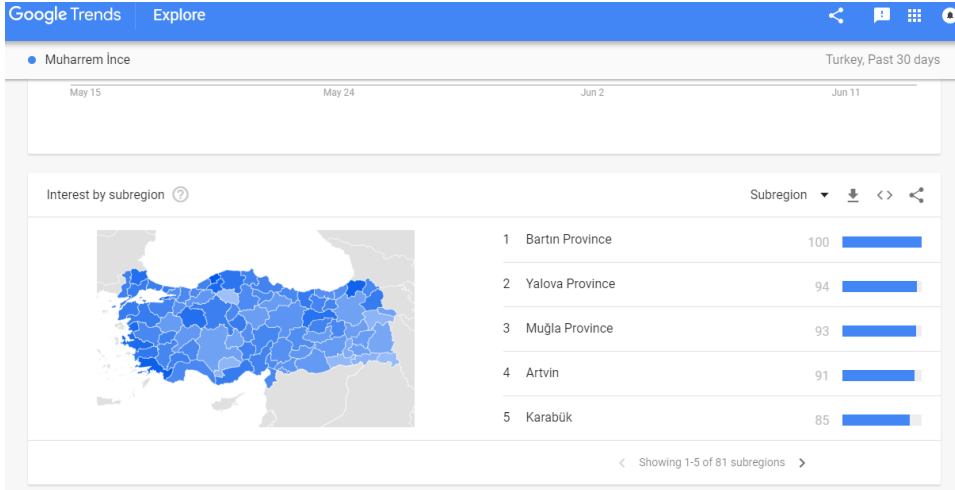 Google Trends Explore
Muharrem İnce Turkey, Past 30 days
May 15 May 24 Jun 2 Jun 11
Interest by subregion ? Subregion
1 Bartın Province 100
2 Yalova Province 94
3 Muğla Province 93
4 Artvin 91
5 Karabük 85
Showing 1-5 of 81 subregions